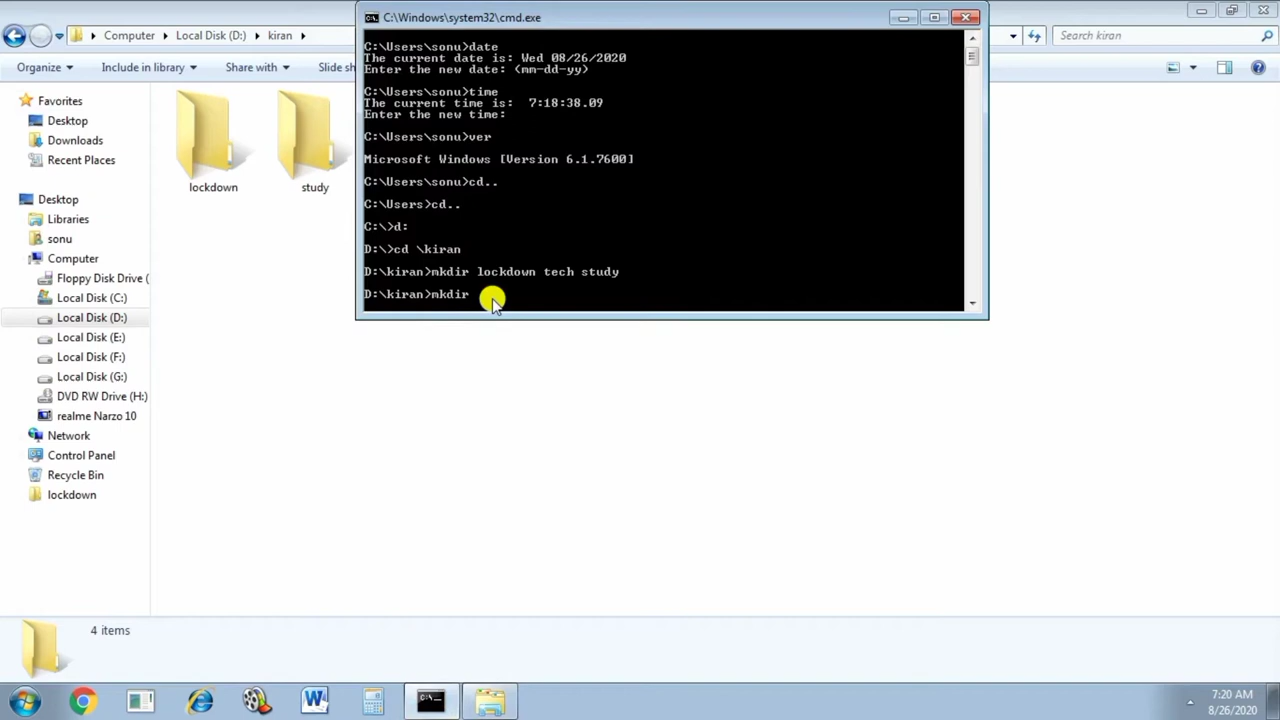 C:\Windows\system32\cmd.exe
Computer
Local Disk (D:)
kiran
Search kiran
Organize
Include in library
Share with
Slide sh
C:\Users\sonu>date
The current date is: Wed 08/26/2020
Enter the new date: (mm-dd-yy)
C:\Users\sonu>time
The current time is:  7:18:38.09
Enter the new time:
C:\Users\sonu>ver
Microsoft Windows [Version 6.1.7600]
C:\Users\sonu>cd..
C:\Users>cd..
C:\>d:
D:\>cd \kiran
D:\kiran>mkdir lockdown tech study
D:\kiran>mkdir
Favorites
Desktop
Downloads
Recent Places
Desktop
Libraries
sonu
Computer
Floppy Disk Drive (
Local Disk (C:)
Local Disk (D:)
Local Disk (E:)
Local Disk (F:)
Local Disk (G:)
DVD RW Drive (H:)
realme Narzo 10
Network
Control Panel
Recycle Bin
lockdown
lockdown
study
4 items
C:\
W
7:20 AM
8/26/2020